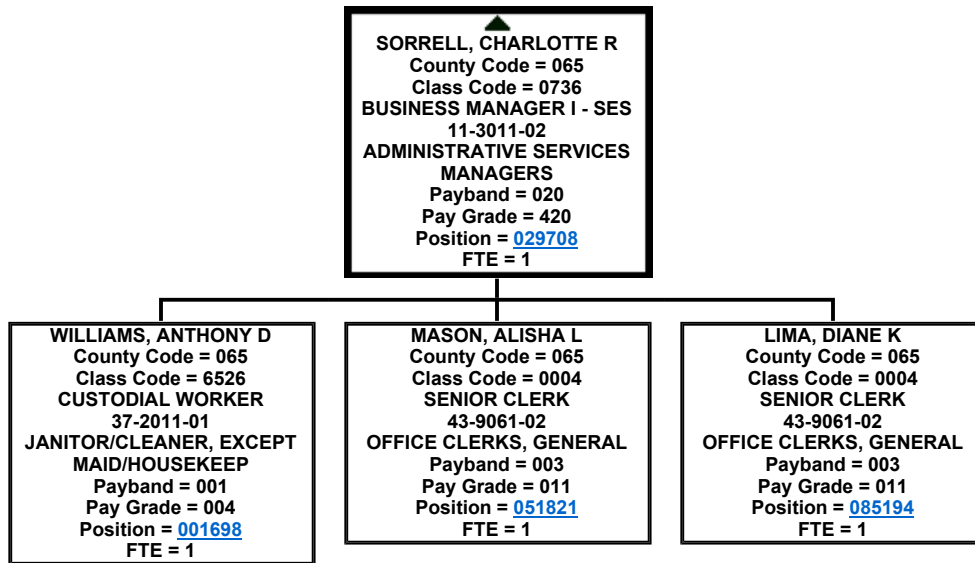 SORRELL, CHARLOTTE R
County Code = 065
Class Code = 0736
BUSINESS MANAGER I - SES
11-3011-02
ADMINISTRATIVE SERVICES
MANAGERS
Payband = 020
Pay Grade = 420
Position = 029708
FTE = 1
WILLIAMS, ANTHONY D
County Code = 065
Class Code = 6526
CUSTODIAL WORKER
37-2011-01
JANITOR/CLEANER, EXCEPT
MAID/HOUSEKEEP
Payband = 001
Pay Grade = 004
Position = 001698
FTE = 1
MASON, ALISHA L
County Code = 065
Class Code = 0004
SENIOR CLERK
43-9061-02
OFFICE CLERKS, GENERAL
Payband = 003
Pay Grade = 011
Position = 051821
FTE = 1
LIMA, DIANE K
County Code = 065
Class Code = 0004
SENIOR CLERK
43-9061-02
OFFICE CLERKS, GENERAL
Payband = 003
Pay Grade = 011
Position = 085194
FTE = 1